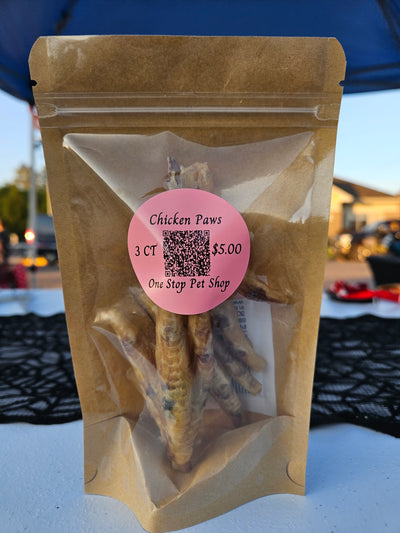 Chicken Paws
3 CT $5.00
One Stop Pet Shop